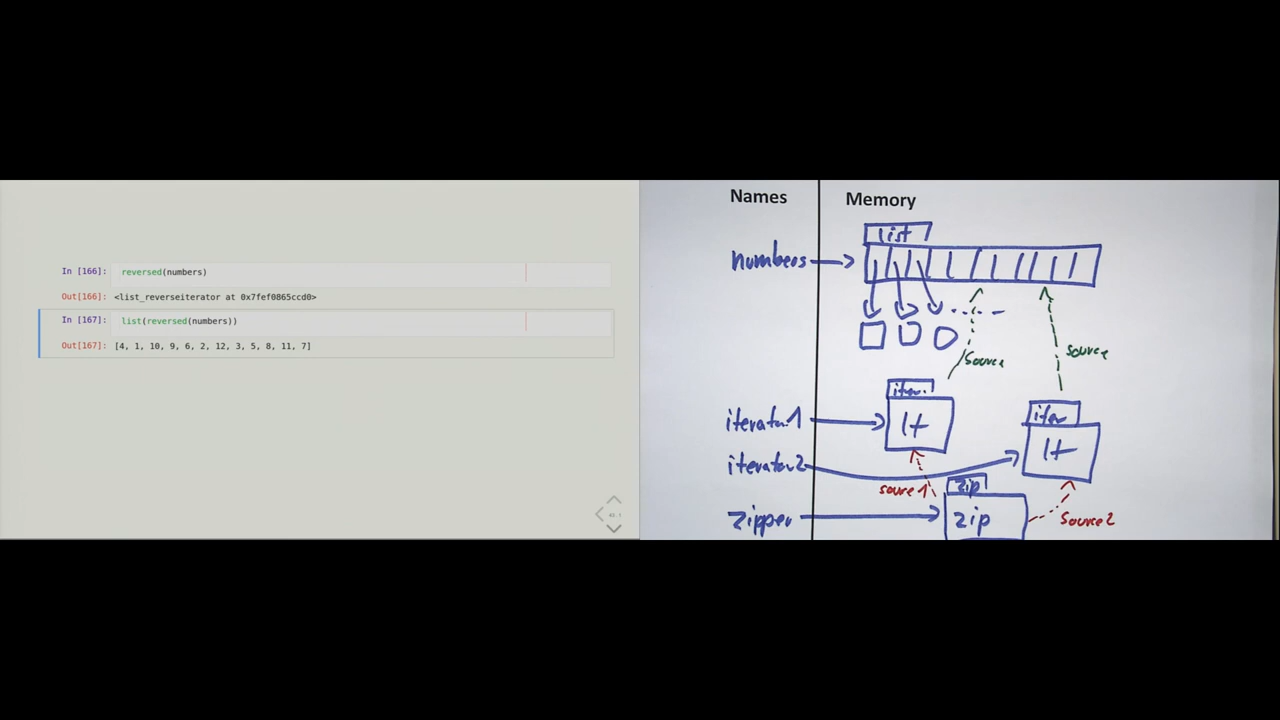 In [166]: reversed(numbers)
Out[166]: <list_reverseiterator at 0x7fef0865ccd0>
In [167]: list(reversed(numbers))
Out[167]: [4, 1, 10, 9, 6, 2, 12, 3, 5, 8, 11, 7]
Names Memory
list
numbers
Source
Source
iter.
iterator1
It
iter
It
iterator2
source1
zip
zipper
zip
Source2